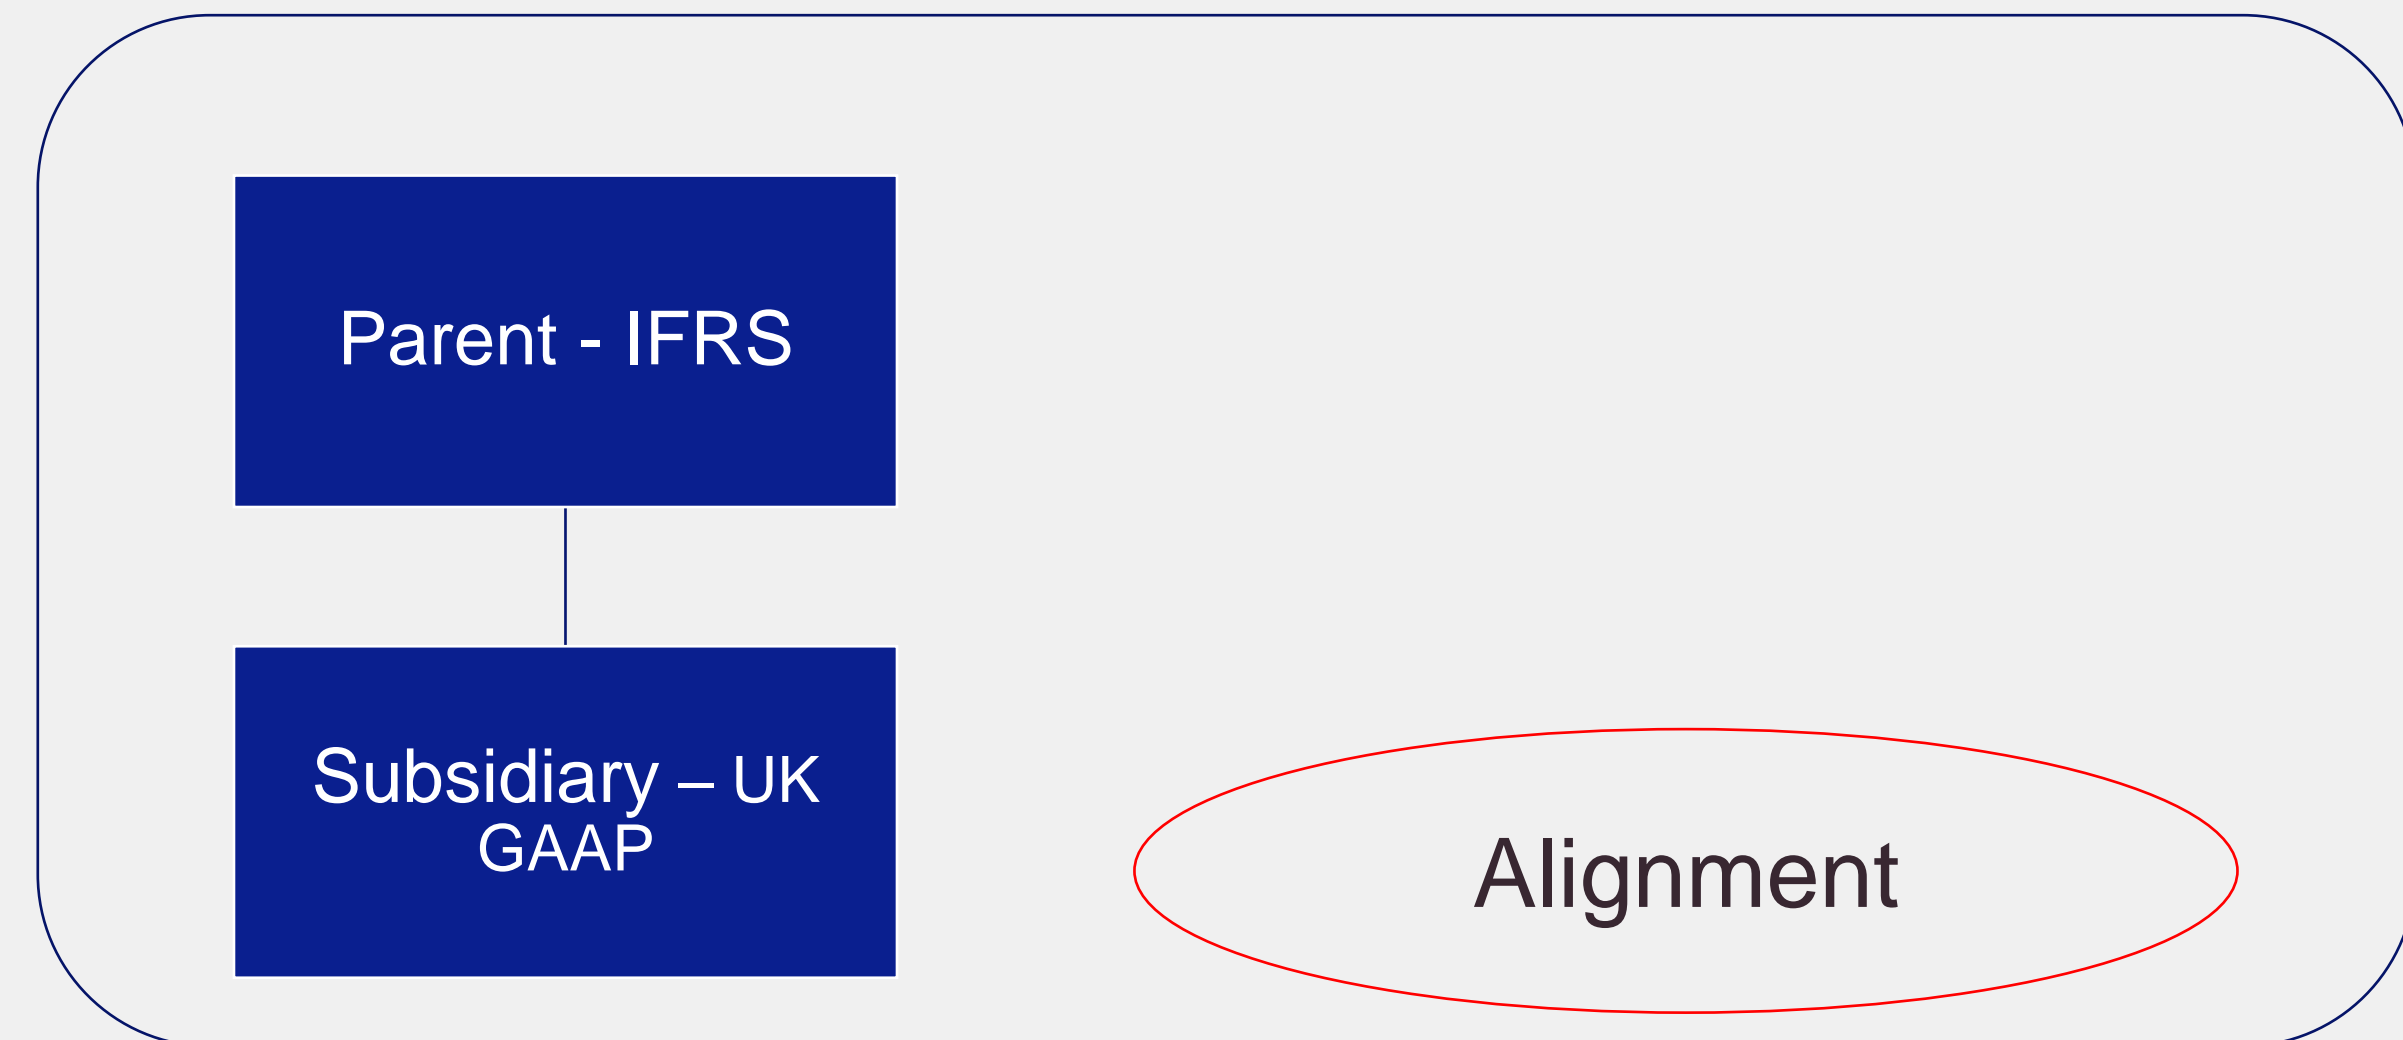 Parent - IFRS
Subsidiary – UK
GAAP
Alignment